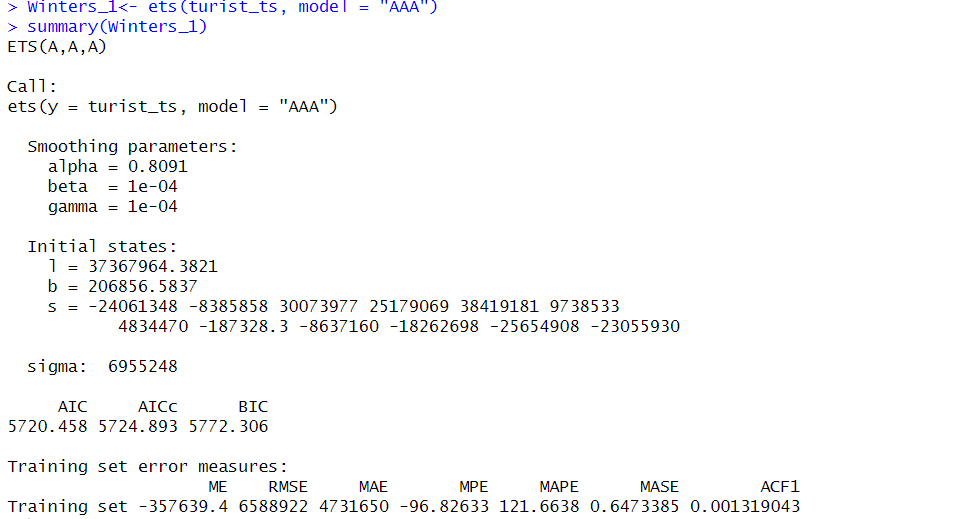 > Winters_1<- ets(turist_ts, model = "AAA")
> summary(Winters_1)
ETS(A,A,A)
Call:
ets(y = turist_ts, model = "AAA")
Smoothing parameters:
alpha = 0.8091
beta = 1e-04
gamma = 1e-04
Initial states:
l = 37367964.3821
b = 206856.5837
s = -24061348 -8385858 30073977 25179069 38419181 9738533
4834470 -187328.3 -8637160 -18262698 -25654908 -23055930
sigma: 6955248
AIC AICc BIC
5720.458 5724.893 5772.306
Training set error measures:
ME RMSE MAE MPE MAPE MASE ACF1
Training set -357639.4 6588922 4731650 -96.82633 121.6638 0.6473385 0.001319043